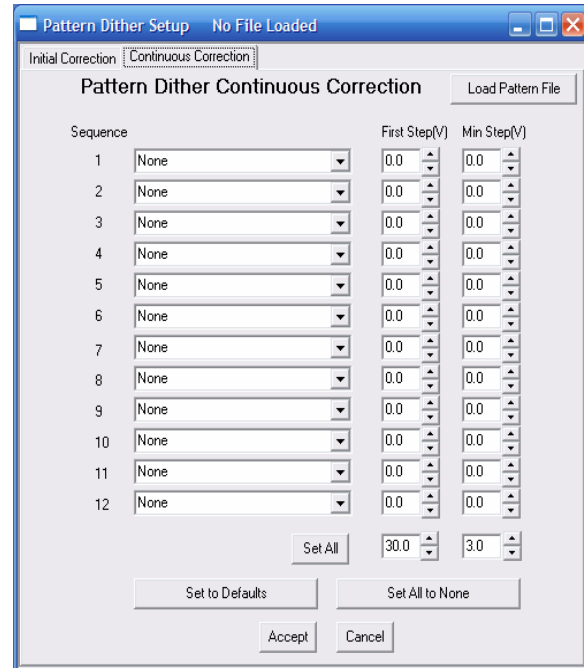 Pattern Dither Setup No File Loaded
Initial Correction Continuous Correction
Pattern Dither Continuous Correction Load Pattern File
Sequence First Step(V) Min Step(V)
1 None 0.0 0.0
2 None 0.0 0.0
3 None 0.0 0.0
4 None 0.0 0.0
5 None 0.0 0.0
6 None 0.0 0.0
7 None 0.0 0.0
8 None 0.0 0.0
9 None 0.0 0.0
10 None 0.0 0.0
11 None 0.0 0.0
12 None 0.0 0.0
Set All 30.0 3.0
Set to Defaults Set All to None
Accept Cancel